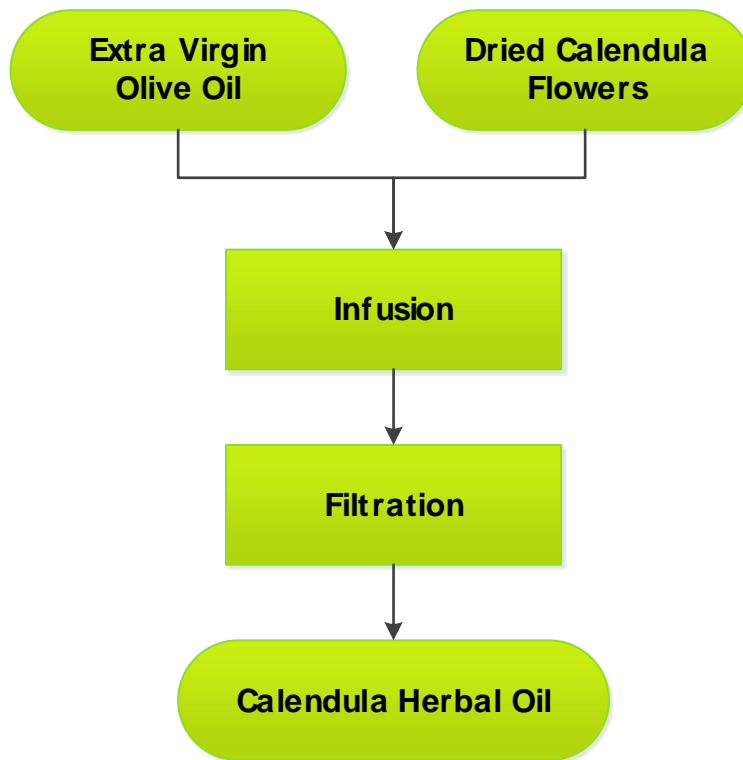 Extra Virgin
Olive Oil
Dried Calendula
Flowers
Infusion
Filtration
Calendula Herbal Oil